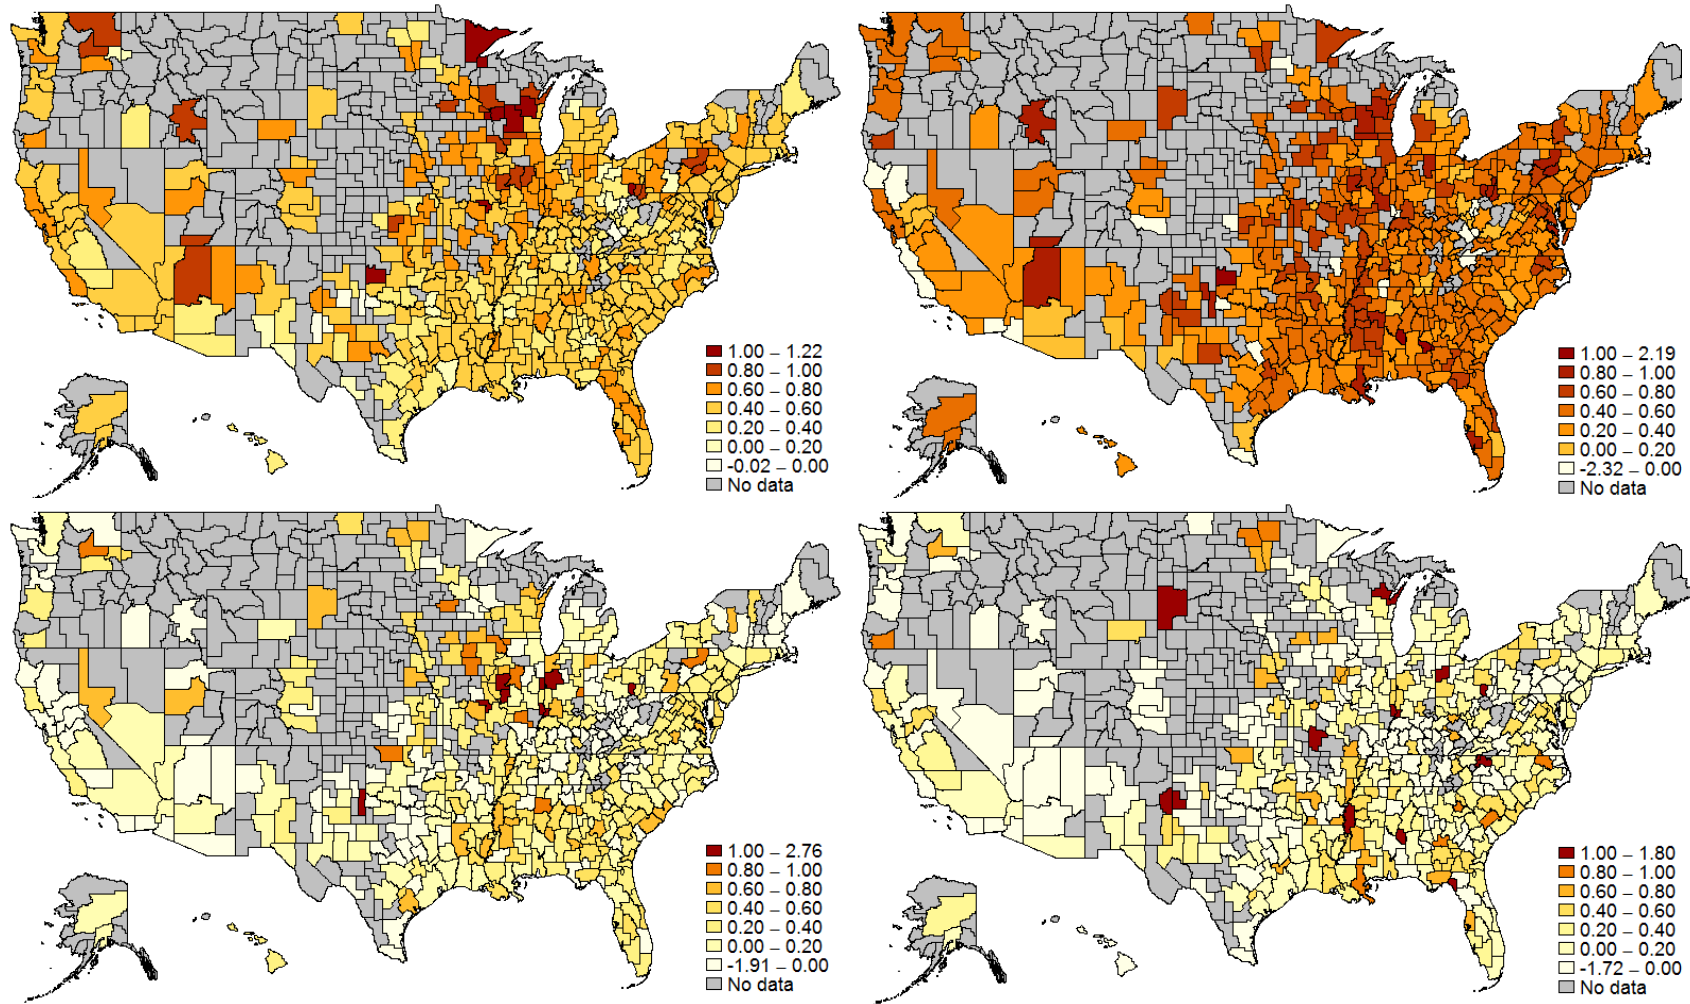 1.00 – 1.22
0.80 – 1.00
0.60 – 0.80
0.40 – 0.60
0.20 – 0.40
0.00 – 0.20
-0.02 – 0.00
No data
1.00 – 2.19
0.80 – 1.00
0.60 – 0.80
0.40 – 0.60
0.20 – 0.40
0.00 – 0.20
-2.32 – 0.00
No data
1.00 – 2.76
0.80 – 1.00
0.60 – 0.80
0.40 – 0.60
0.20 – 0.40
0.00 – 0.20
-1.91 – 0.00
No data
1.00 – 1.80
0.80 – 1.00
0.60 – 0.80
0.40 – 0.60
0.20 – 0.40
0.00 – 0.20
-1.72 – 0.00
No data